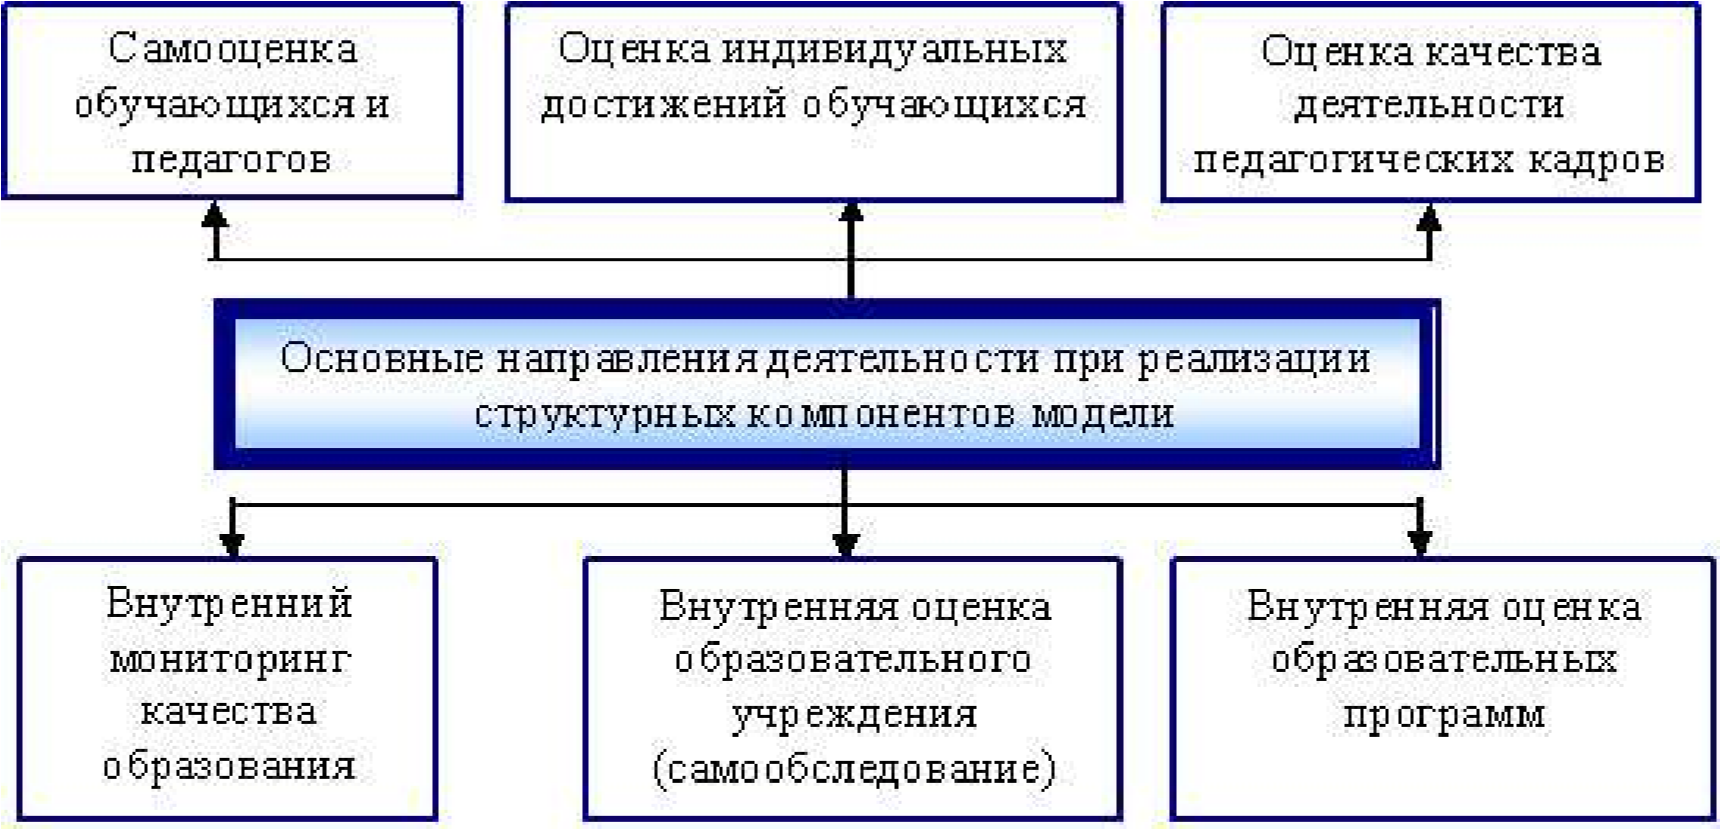 Самооценка
обучающихся и
педагогов
Оценка индивидуальных
достижений обучающихся
Оценка качества
деятельности
педагогических кадров
Основные направления деятельности при реализации
структурных компонентов модели
Внутренний
мониторинг
качества
образования
Внутренняя оценка
образовательного
учреждения
(самообследование)
Внутренняя оценка
образовательных
программ